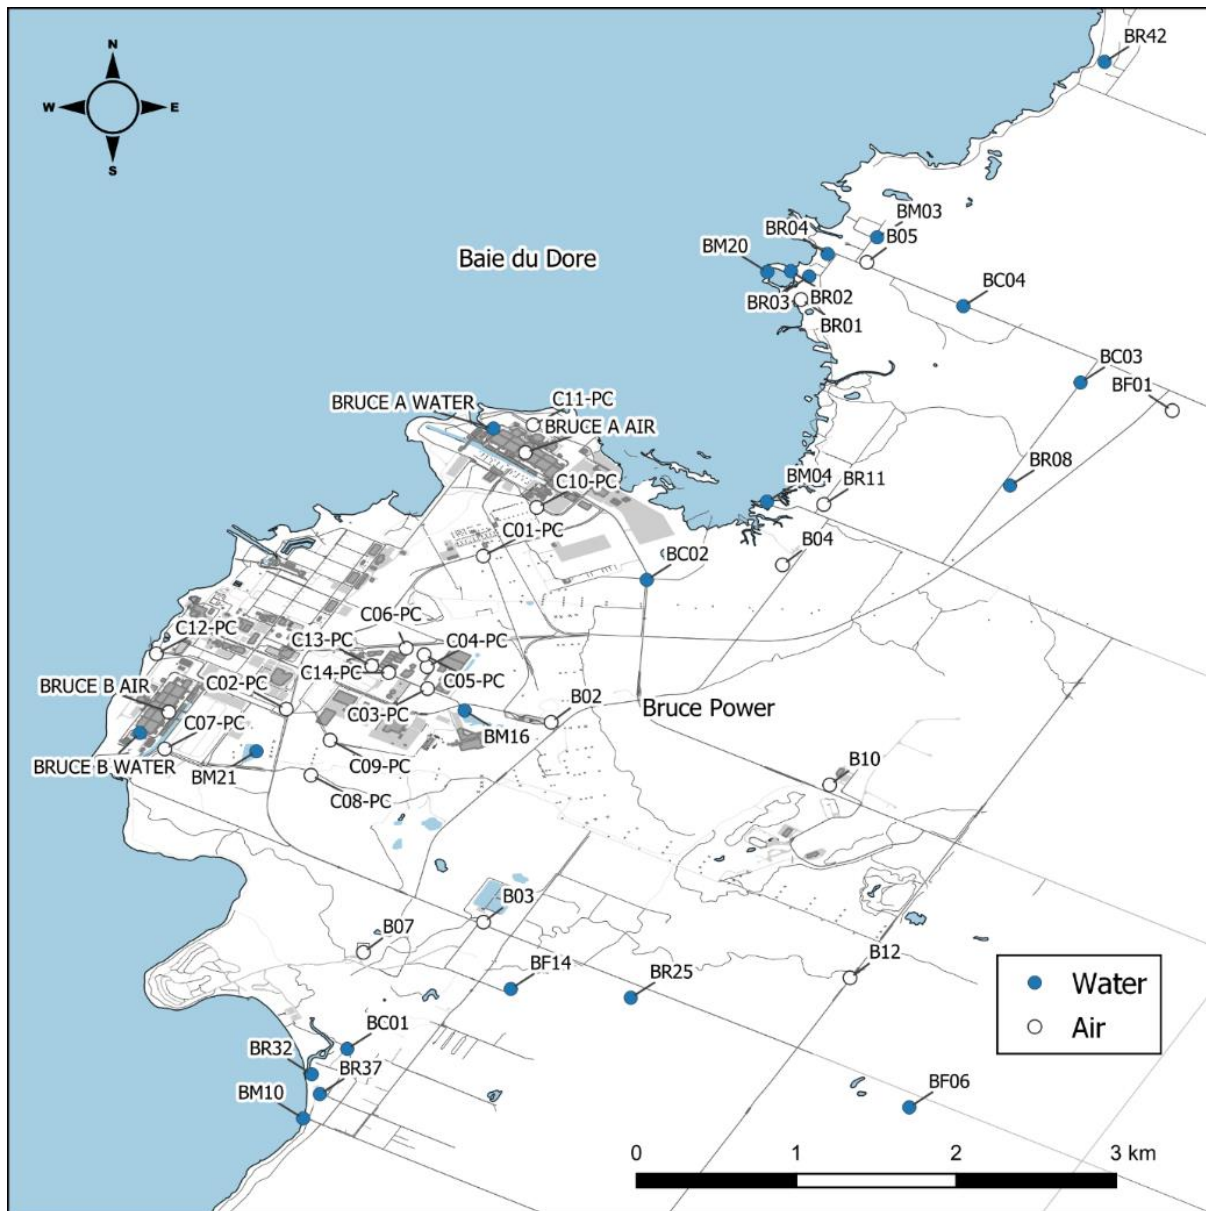 BR42
N
W
E
S
BM03
BR04
B05
Baie du Dore
BM20
BC04
BR03
BR02
BR01
BC03
BF01
BRUCE A WATER
C11-PC
BRUCE A AIR
C10-PC
BM04
BR11
BR08
C01-PC
BC02
B04
C06-PC
C12-PC
C13-PC
C04-PC
C14-PC
BRUCE B AIR
C02-PC
C05-PC
C07-PC
C03-PC
B02
Bruce Power
BM16
BRUCE B WATER
BM21
C09-PC
B10
C08-PC
B03
B07
B12
BF14
BR25
Water
Air
BC01
BR32
BR37
BM10
BF06
0
1
2
3 km